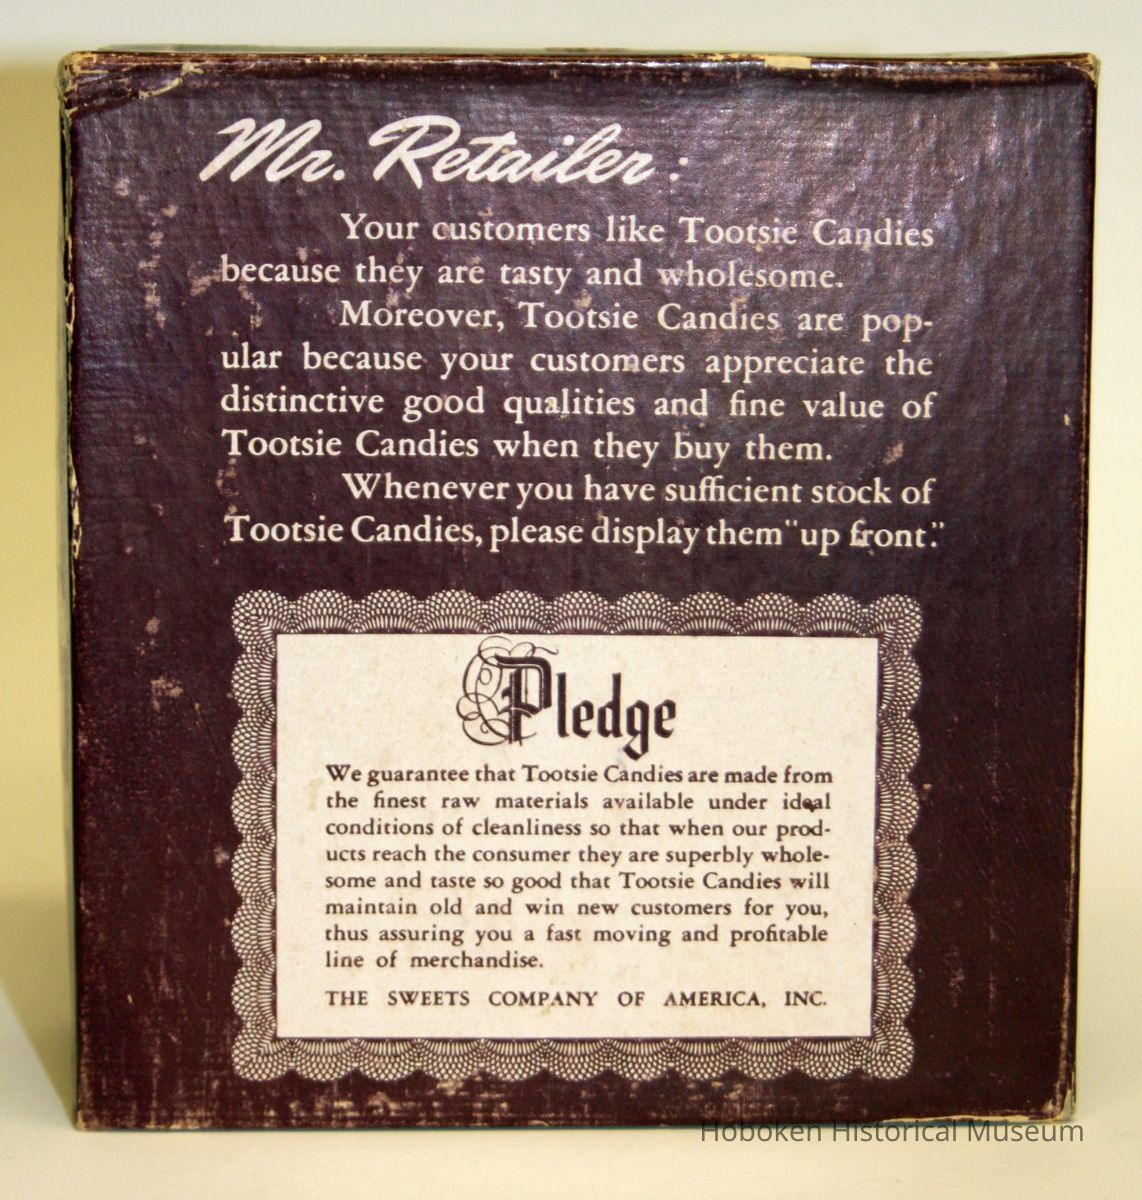 Mr. Retailer:
Your customers like Tootsie Candies
because they are tasty and wholesome.
Moreover, Tootsie Candies are pop-
ular because your customers appreciate the
distinctive good qualities and fine value of
Tootsie Candies when they buy them.
Whenever you have sufficient stock of
Tootsie Candies, please display them "up front."
Pledge
We guarantee that Tootsie Candies are made from
the finest raw materials available under ideal
conditions of cleanliness so that when our prod-
ucts reach the consumer they are superbly whole-
some and taste so good that Tootsie Candies will
maintain old and win new customers for you,
thus assuring you a fast moving and profitable
line of merchandise.
THE SWEETS COMPANY OF AMERICA, INC.
Hoboken Historical Museum